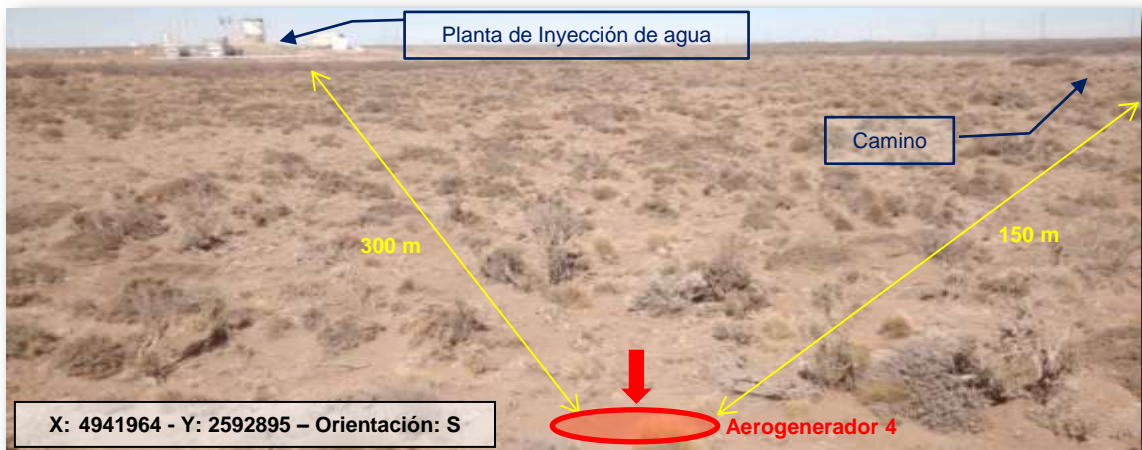 Planta de Inyección de agua
Camino
300 m
150 m
Aerogenerador 4
X: 4941964 - Y: 2592895 – Orientación: S